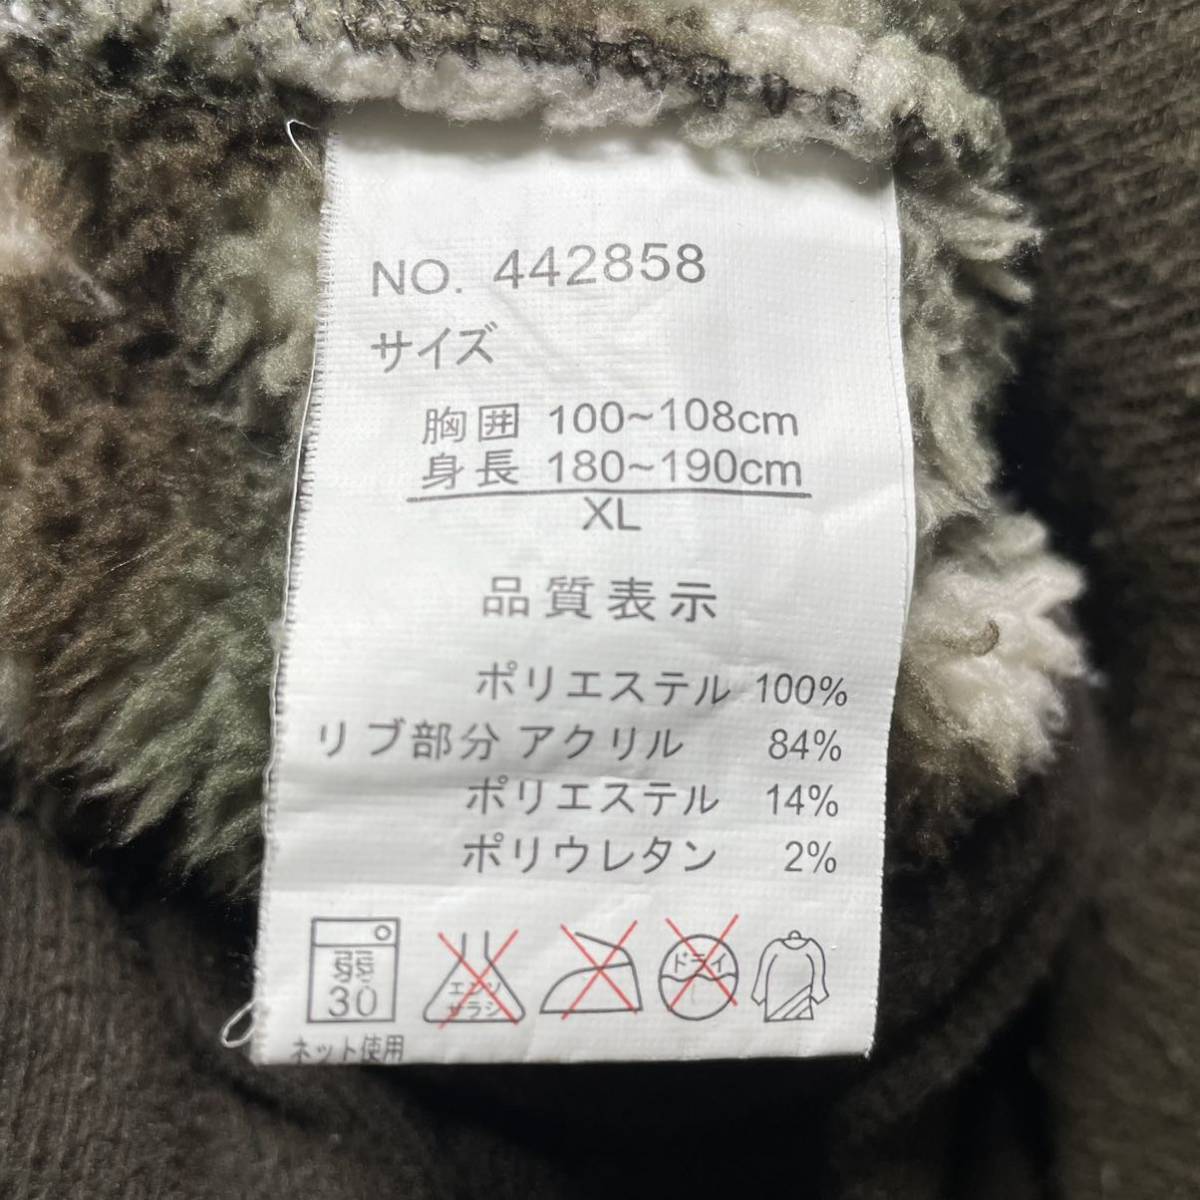 NO. 442858
サイズ
胸囲 100~108cm
身長 180~190cm
XL
品質表示
ポリエステル 100%
リブ部分 アクリル 84%
ポリエステル 14%
ポリウレタン 2%
弱
30
エンソ
サラシ
ドライ
ネット使用